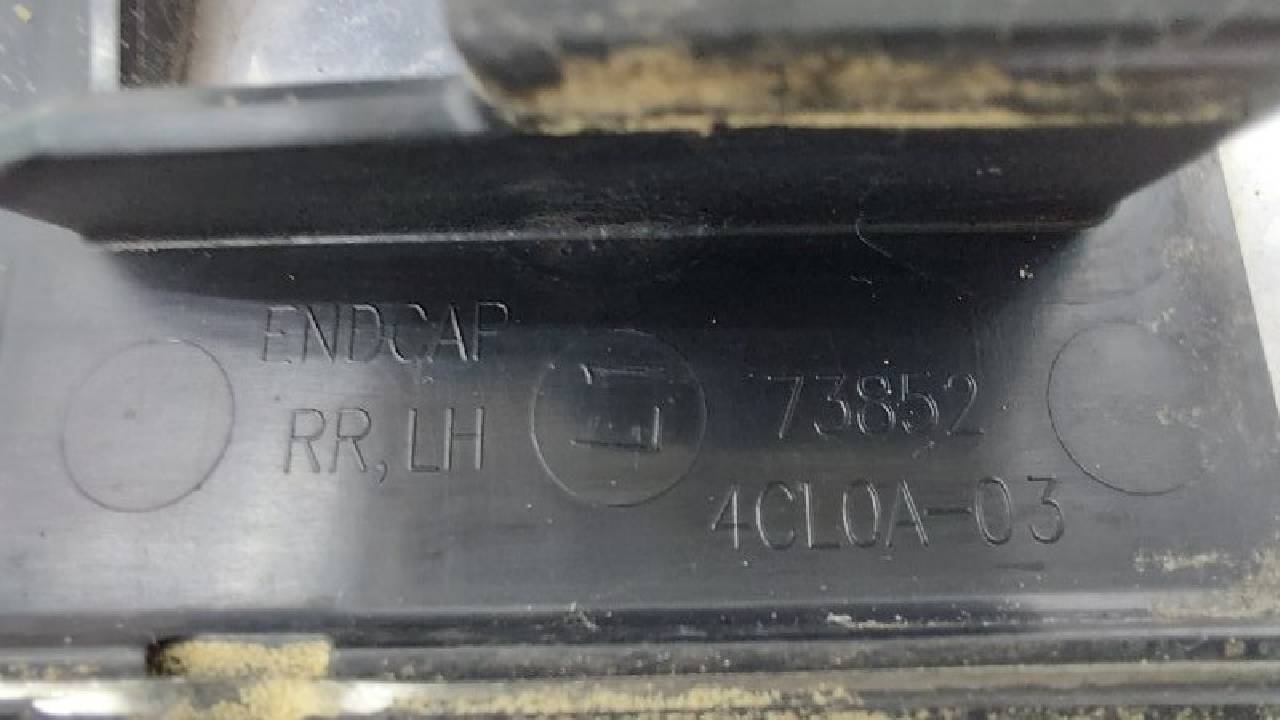 ENDCAP
RR, LH
73852
4CL0A-03